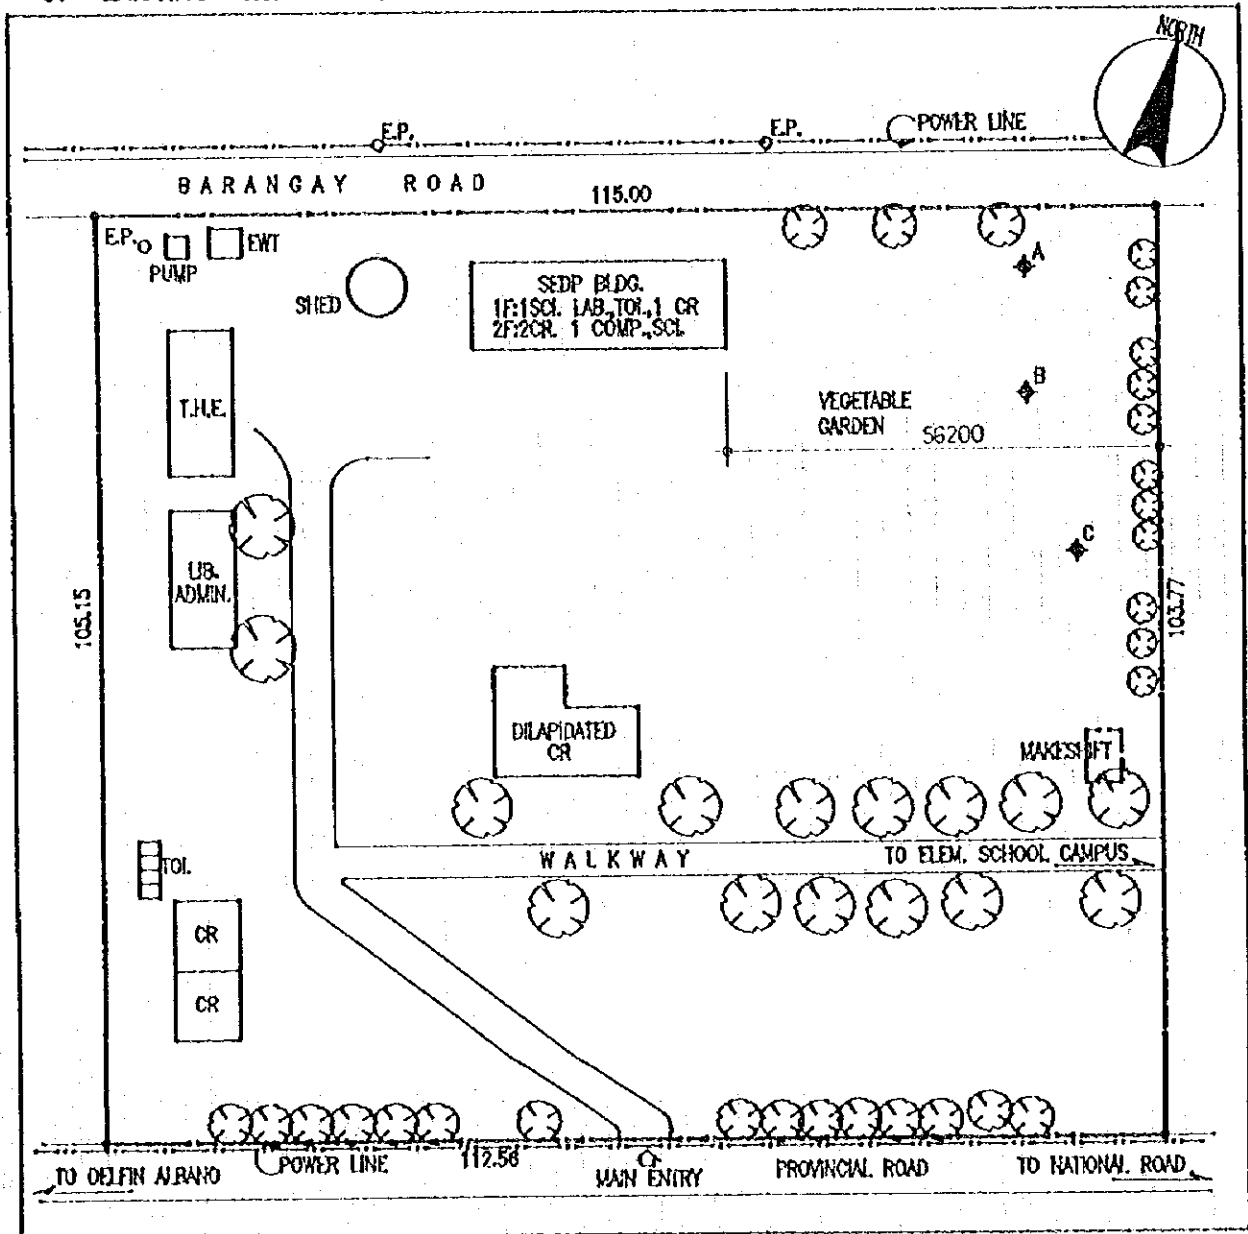 NORTH
E.P.
E.P.
POWER LINE
BARANGAY ROAD
115.00
E.P.
EWT
PUMP
A
SHED
SEDP BLDG.
1F:1SCI. LAB.,TOI.,1 CR
2F:2CR. 1 COMP.,SCI.
B
T.H.E.
VEGETABLE
GARDEN
56200
C
LIB.
ADMIN.
105.15
103.77
DILAPIDATED
CR
MAKESHIFT
WALKWAY
TO ELEM. SCHOOL CAMPUS
TOI.
CR
CR
POWER LINE
112.56
TO DELFIN ALBANO
MAIN ENTRY
PROVINCIAL ROAD
TO NATIONAL ROAD